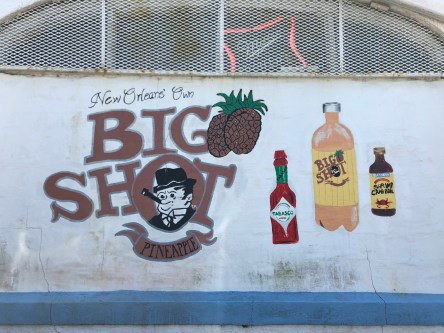 New Orleans' Own
BIG
SHOT
PINEAPPLE
TABASCO
BIG
SHOT